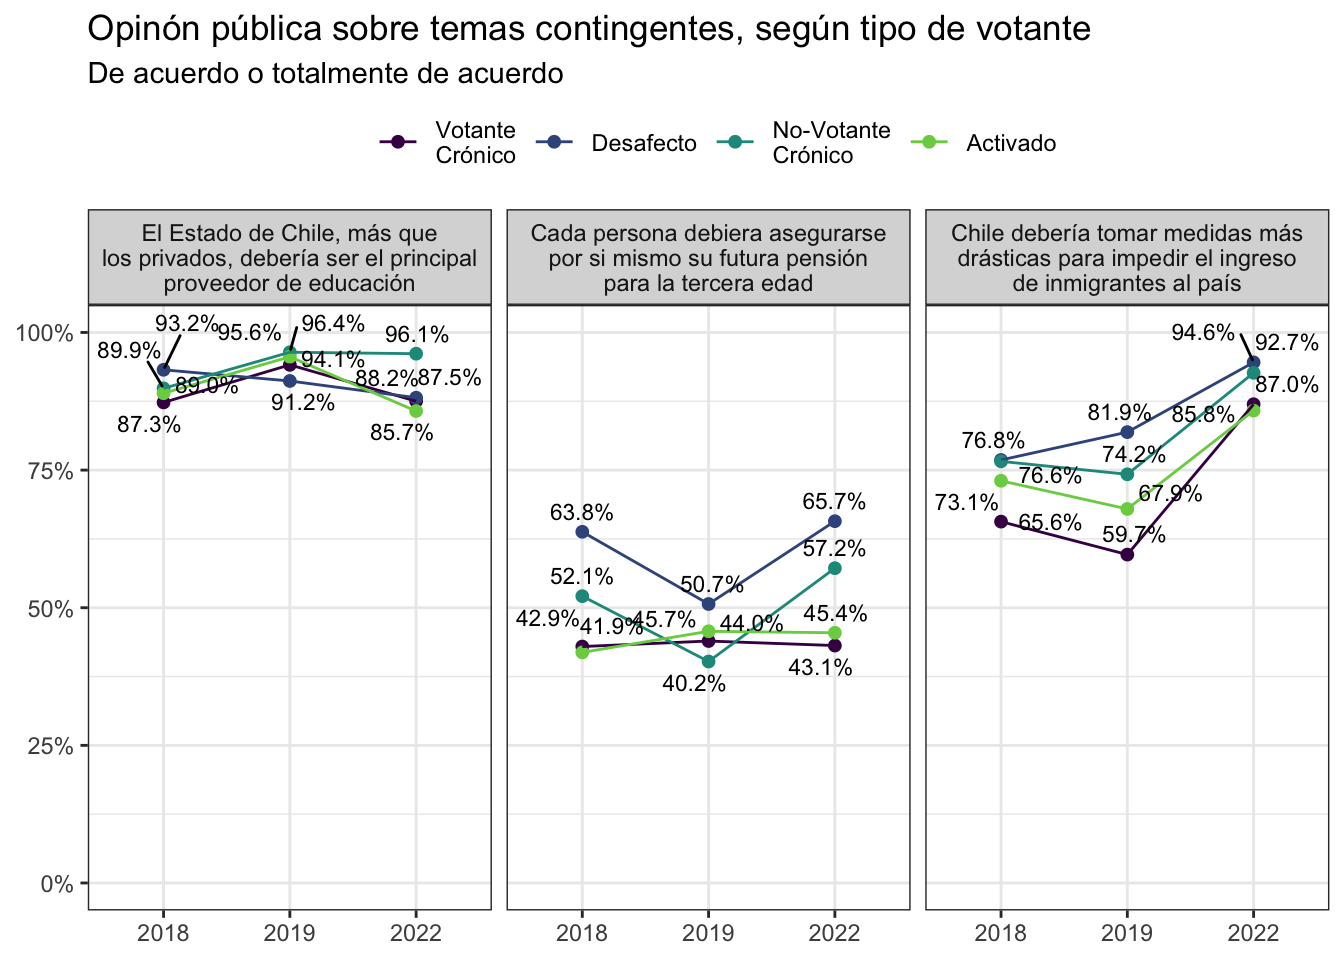 Opinón pública sobre temas contingentes, según tipo de votante
De acuerdo o totalmente de acuerdo
Votante
Crónico
Desafecto
No-Votante
Crónico
Activado
El Estado de Chile, más que
los privados, debería ser el principal
proveedor de educación
Cada persona debiera asegurarse
por si mismo su futura pensión
para la tercera edad
Chile debería tomar medidas más
drásticas para impedir el ingreso
de inmigrantes al país
100%
75%
50%
25%
0%
93.2%
95.6%
96.4%
96.1%
89.9%
94.1%
89.0%
88.2%
87.5%
91.2%
87.3%
85.7%
63.8%
65.7%
52.1%
50.7%
57.2%
42.9%
41.9%
45.7%
44.0%
45.4%
40.2%
43.1%
94.6%
92.7%
87.0%
81.9%
85.8%
76.8%
74.2%
76.6%
67.9%
73.1%
65.6%
59.7%
2018
2019
2022
2018
2019
2022
2018
2019
2022